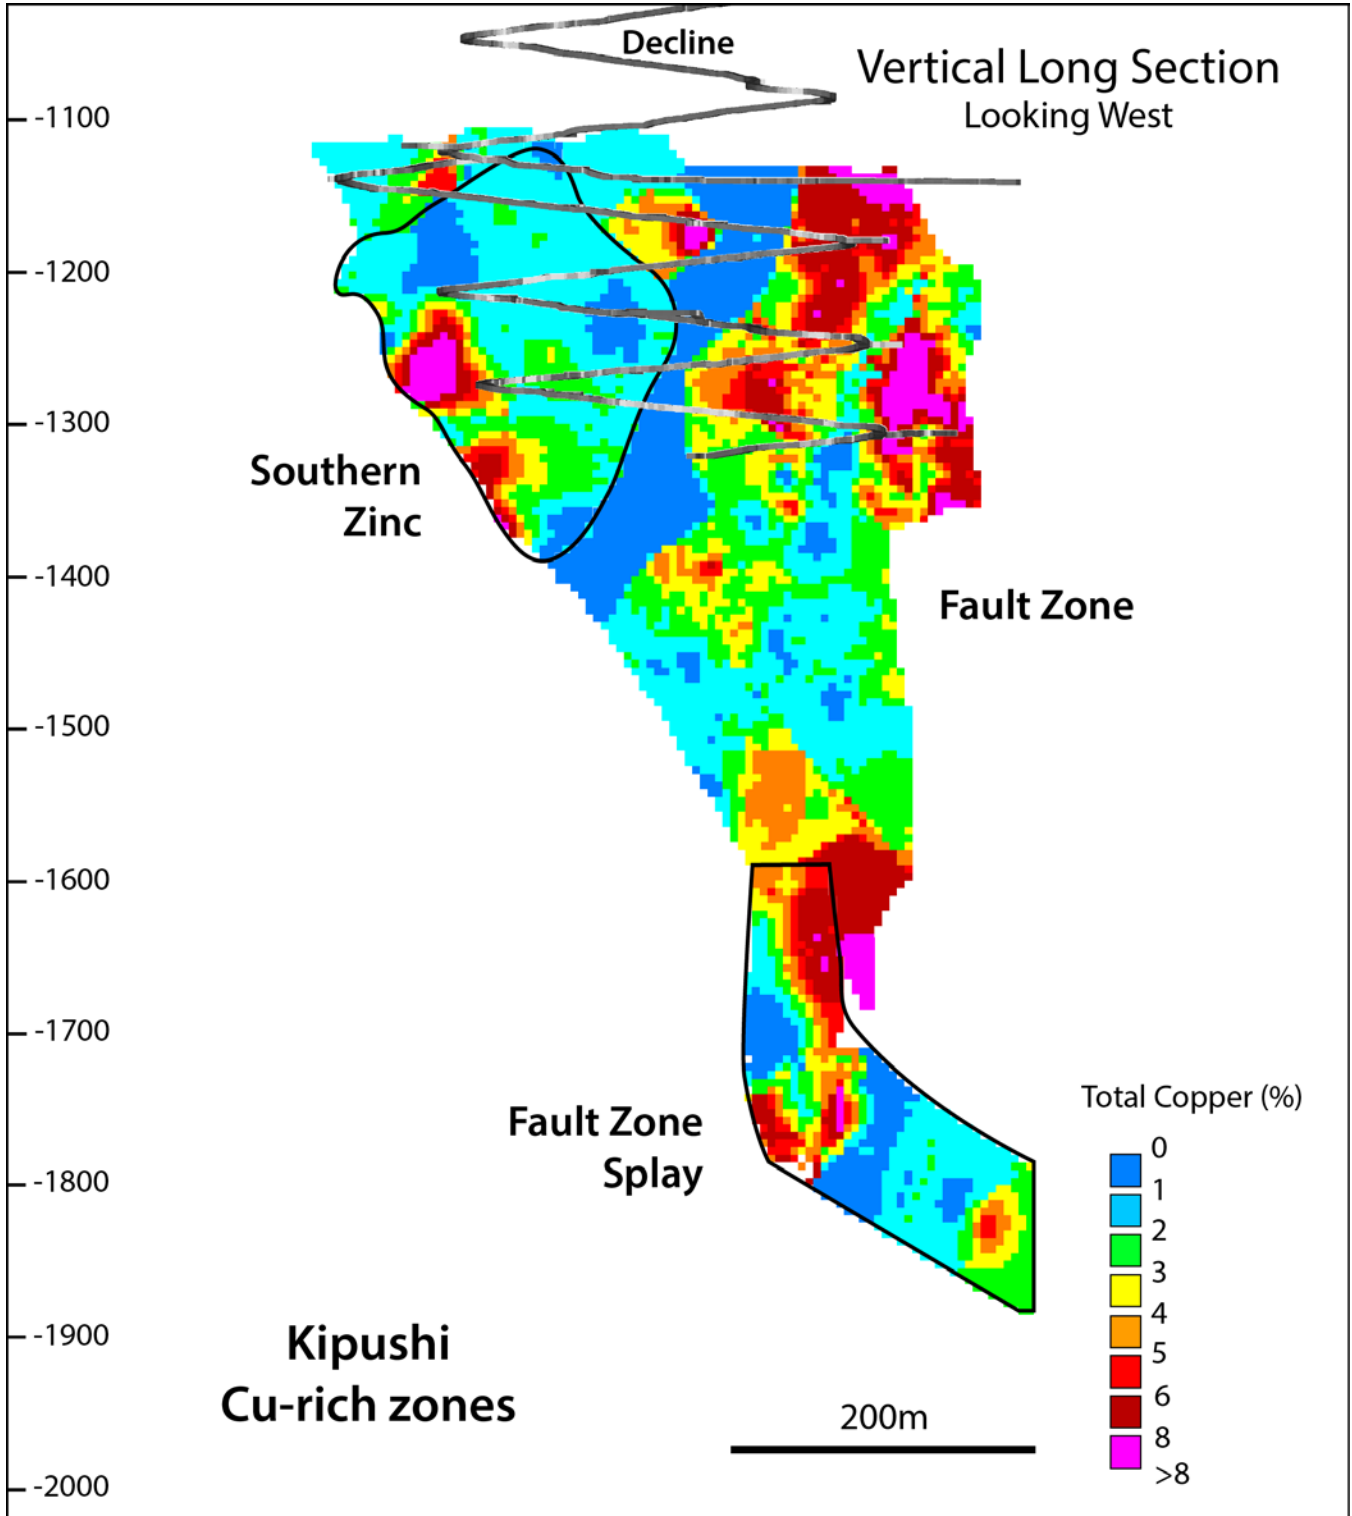 Decline
Vertical Long Section
Looking West
-1100
-1200
-1300
Southern
Zinc
-1400
Fault Zone
-1500
-1600
-1700
Total Copper (%)
Fault Zone
Splay
0
1
2
3
4
5
6
8
>8
-1800
-1900
Kipushi
Cu-rich zones
200m
-2000